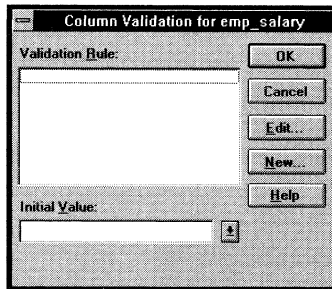 Column Validation for emp_salary
Validation Rule:
OK
Cancel
Edit...
New...
Help
Initial Value: